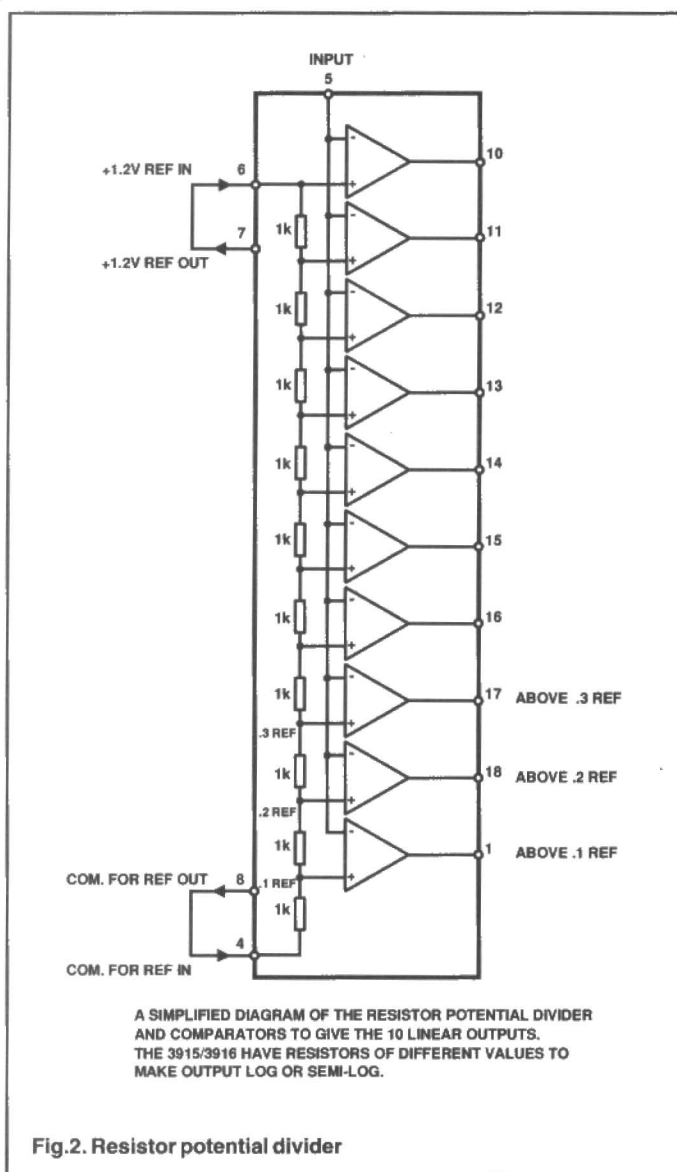 INPUT
5
-
+
10
+1.2V REF IN
6
1k
-
+
11
7
+1.2V REF OUT
1k
-
+
12
1k
-
+
13
1k
-
+
14
1k
-
+
15
1k
-
+
16
1k
-
+
17 ABOVE .3 REF
.3 REF
1k
-
+
18 ABOVE .2 REF
.2 REF
1k
-
+
1 ABOVE .1 REF
COM. FOR REF OUT
8
.1 REF
1k
4
COM. FOR REF IN
A SIMPLIFIED DIAGRAM OF THE RESISTOR POTENTIAL DIVIDER
AND COMPARATORS TO GIVE THE 10 LINEAR OUTPUTS.
THE 3915/3916 HAVE RESISTORS OF DIFFERENT VALUES TO
MAKE OUTPUT LOG OR SEMI-LOG.
Fig.2. Resistor potential divider